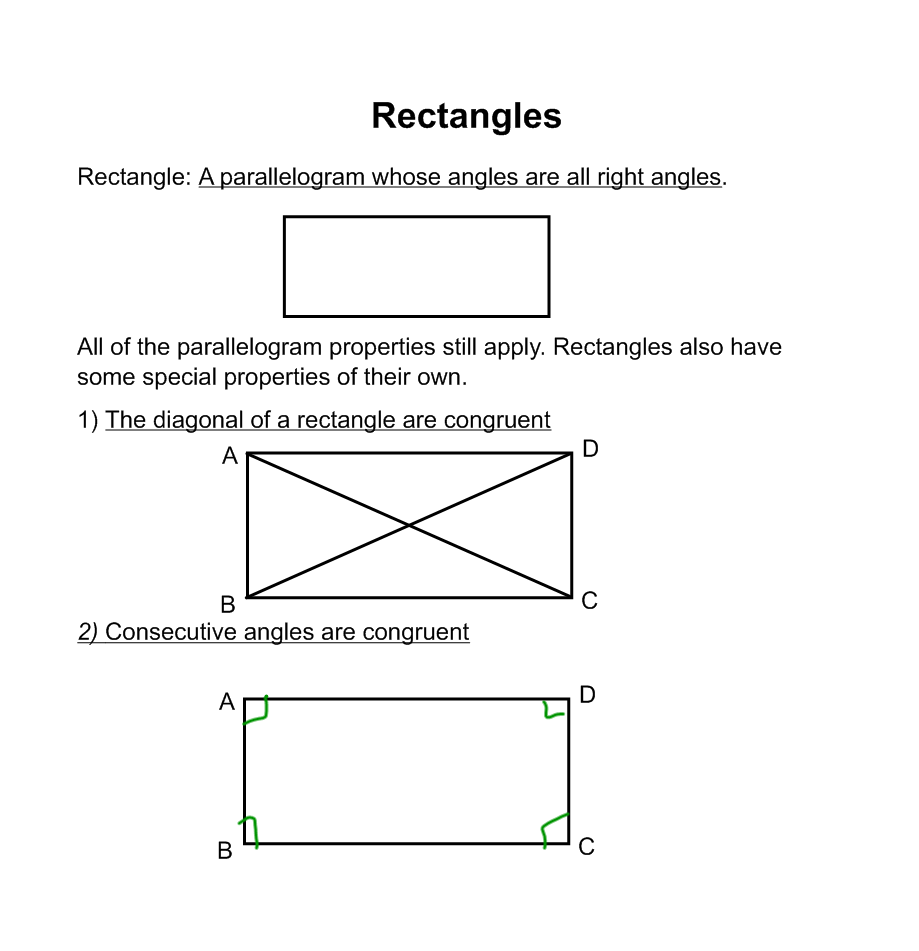 Rectangles
Rectangle: A parallelogram whose angles are all right angles.
All of the parallelogram properties still apply. Rectangles also have
some special properties of their own.
1) The diagonal of a rectangle are congruent
A D
B C
2) Consecutive angles are congruent
A D
B C